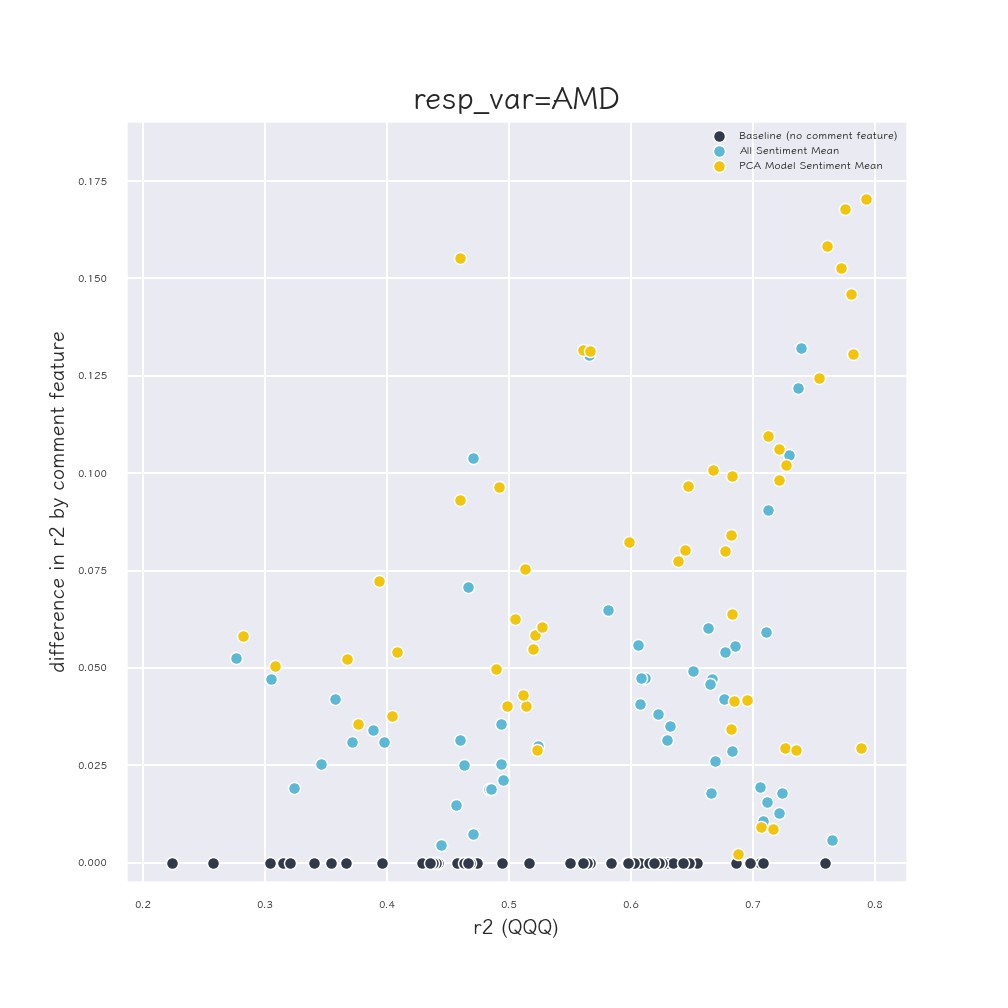 resp_var=AMD
Baseline (no comment feature)
All Sentiment Mean
PCA Model Sentiment Mean
difference in r2 by comment feature
0.175
0.150
0.125
0.100
0.075
0.050
0.025
0.000
0.2 0.3 0.4 0.5 0.6 0.7 0.8
r2 (QQQ)